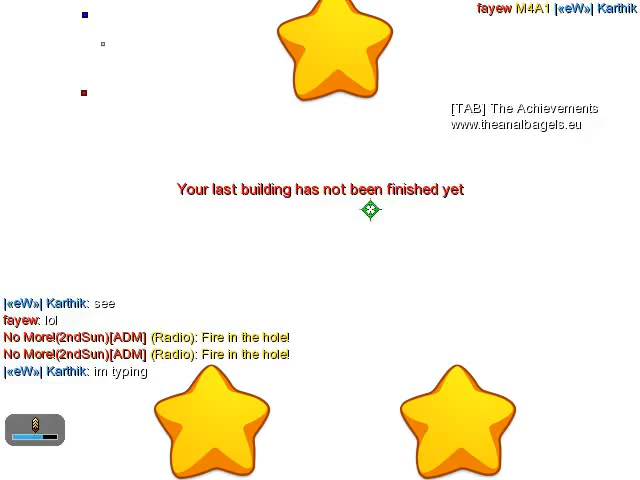 fayew M4A1 |«eW»| Karthik
[TAB] The Achievements
www.theanalbagels.eu
Your last building has not been finished yet
|«eW»| Karthik: see
fayew: lol
No More!(2ndSun)[ADM] (Radio): Fire in the hole!
No More!(2ndSun)[ADM] (Radio): Fire in the hole!
|«eW»| Karthik: im typing